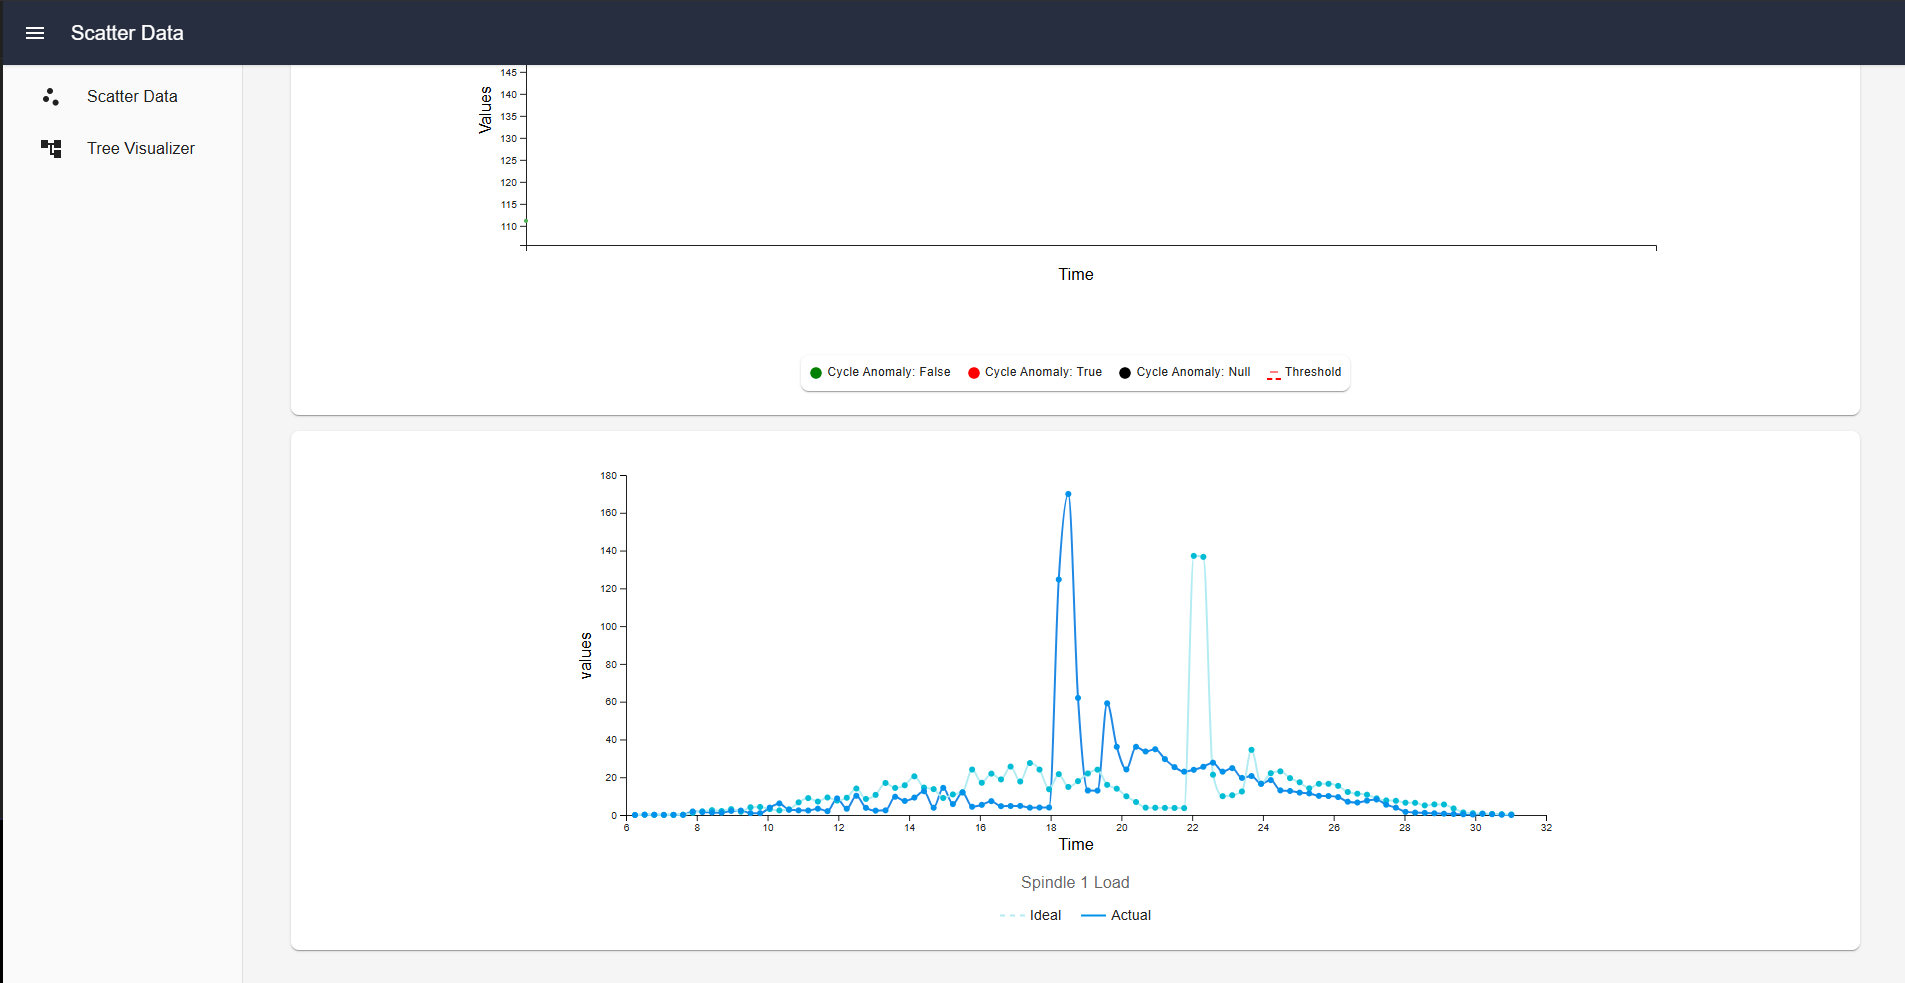 Scatter Data
Scatter Data
Tree Visualizer
Values
145
140
135
130
125
120
115
110
Time
Cycle Anomaly: False Cycle Anomaly: True Cycle Anomaly: Null Threshold
values
180
160
140
120
100
80
60
40
20
0
6 8 10 12 14 16 18 20 22 24 26 28 30 32
Time
Spindle 1 Load
Ideal Actual